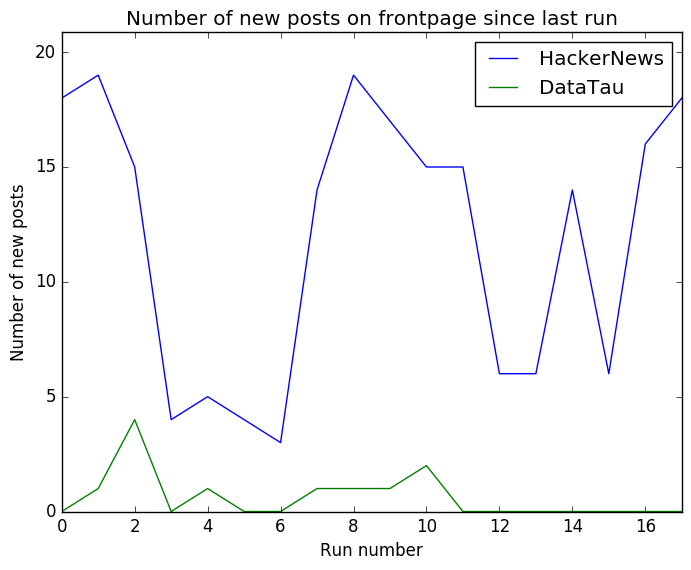 Number of new posts on frontpage since last run
HackerNews
DataTau
Number of new posts
20
15
10
5
0
0 2 4 6 8 10 12 14 16
Run number